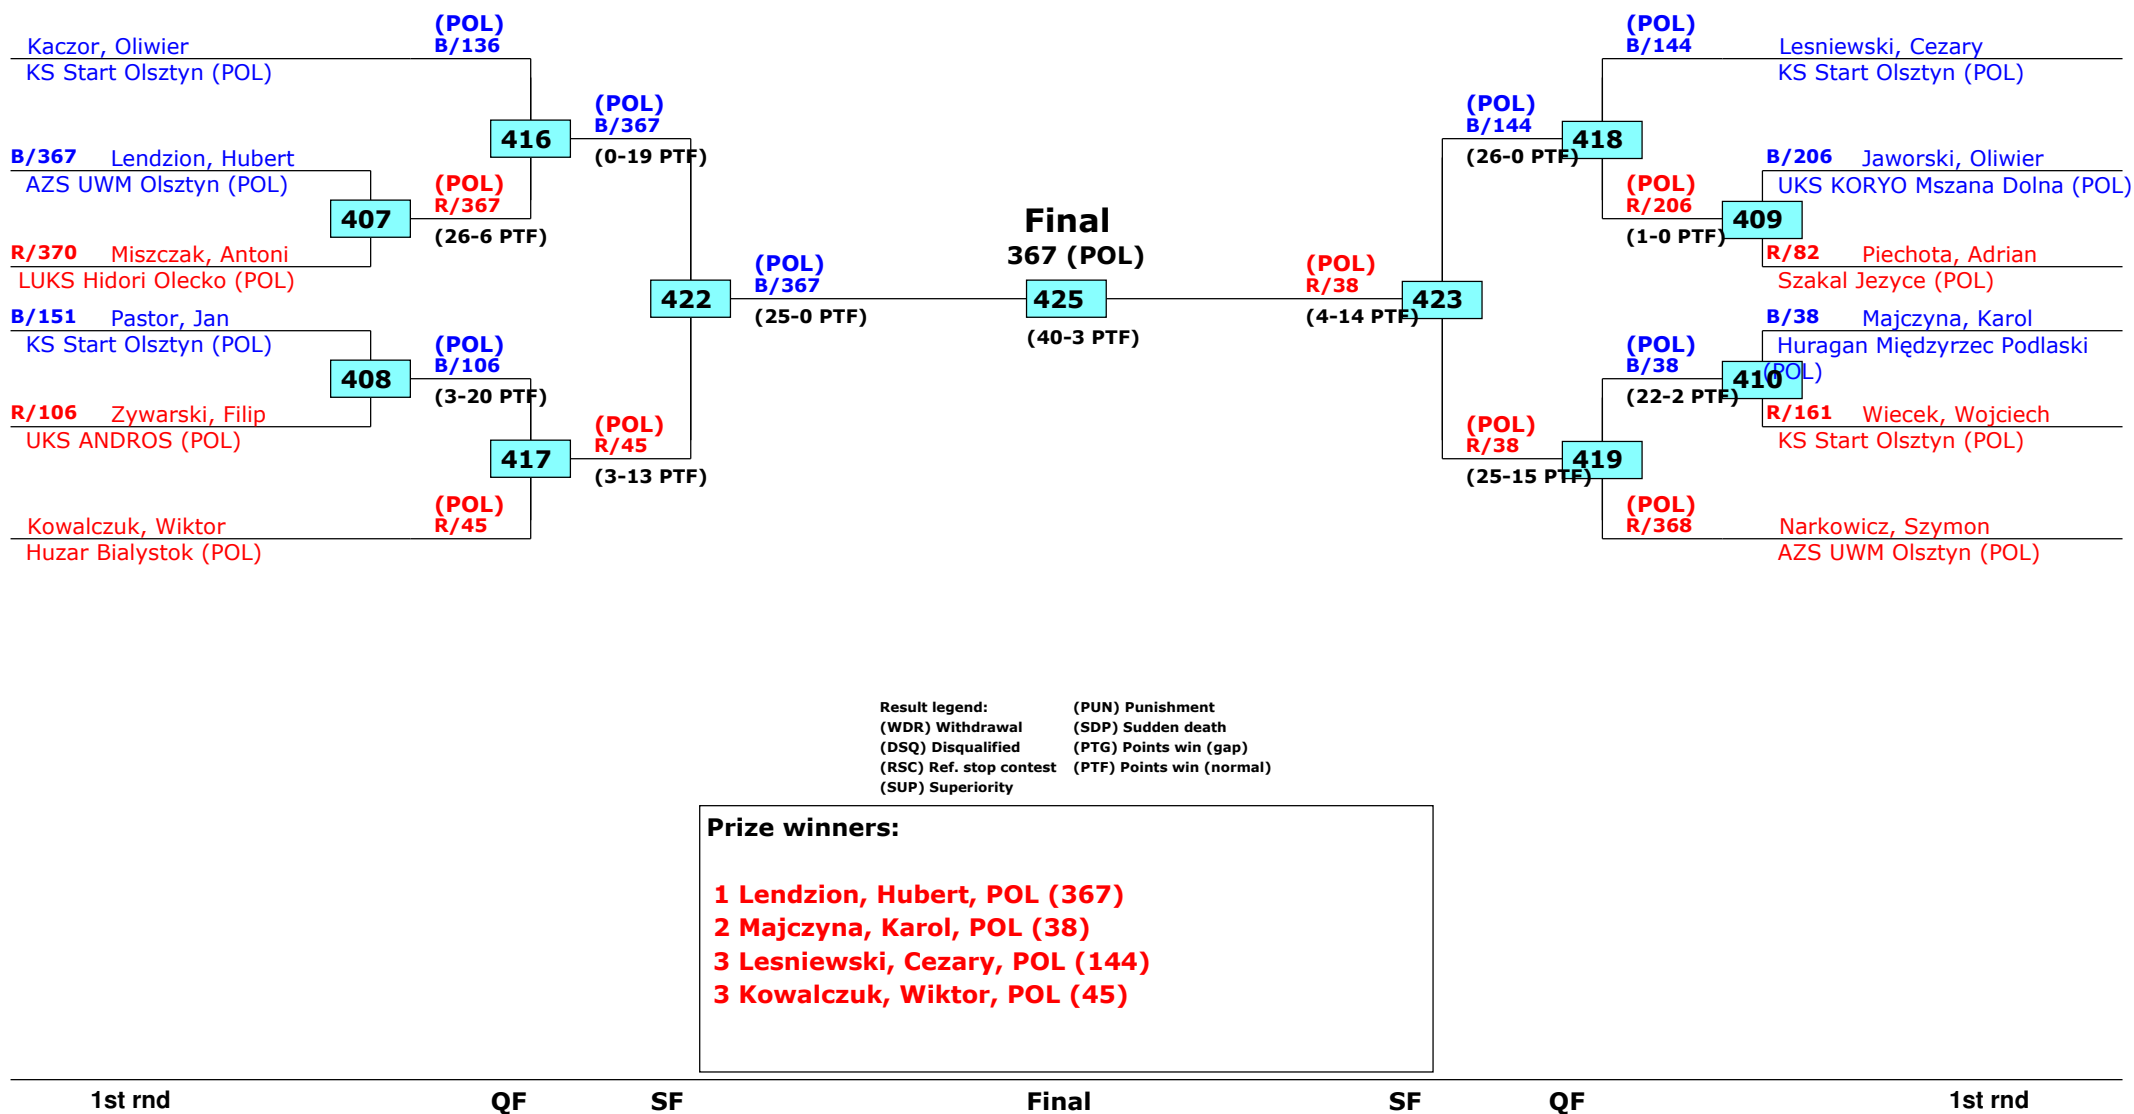 (POL)
B/136
Kaczor, Oliwier
KS Start Olsztyn (POL)
(POL)
B/367
416
(0-19 PTF)
B/367 Lendzion, Hubert
AZS UWM Olsztyn (POL)
(POL)
R/367
407
(26-6 PTF)
R/370 Miszczak, Antoni
LUKS Hidori Olecko (POL)
(POL)
B/367
422
(25-0 PTF)
B/151 Pastor, Jan
KS Start Olsztyn (POL)
(POL)
B/106
408
(3-20 PTF)
R/106 Zywarski, Filip
UKS ANDROS (POL)
(POL)
R/45
417
(3-13 PTF)
(POL)
R/45
Kowalczuk, Wiktor
Huzar Bialystok (POL)
Final
367 (POL)
425
(40-3 PTF)
(POL)
B/144
Lesniewski, Cezary
KS Start Olsztyn (POL)
(POL)
B/144
418
(26-0 PTF)
B/206 Jaworski, Oliwier
UKS KORYO Mszana Dolna (POL)
(POL)
R/206
409
(1-0 PTF)
R/82 Piechota, Adrian
Szakal Jezyce (POL)
(POL)
R/38
423
(4-14 PTF)
B/38 Majczyna, Karol
Huragan Międzyrzec Podlaski
(POL)
(POL)
B/38
410
(22-2 PTF)
R/161 Wiecek, Wojciech
KS Start Olsztyn (POL)
(POL)
R/38
419
(25-15 PTF)
(POL)
R/368
Narkowicz, Szymon
AZS UWM Olsztyn (POL)
Result legend: (PUN) Punishment
(WDR) Withdrawal (SDP) Sudden death
(DSQ) Disqualified (PTG) Points win (gap)
(RSC) Ref. stop contest (PTF) Points win (normal)
(SUP) Superiority
Prize winners:
1 Lendzion, Hubert, POL (367)
2 Majczyna, Karol, POL (38)
3 Lesniewski, Cezary, POL (144)
3 Kowalczuk, Wiktor, POL (45)
1st rnd QF SF Final SF QF 1st rnd